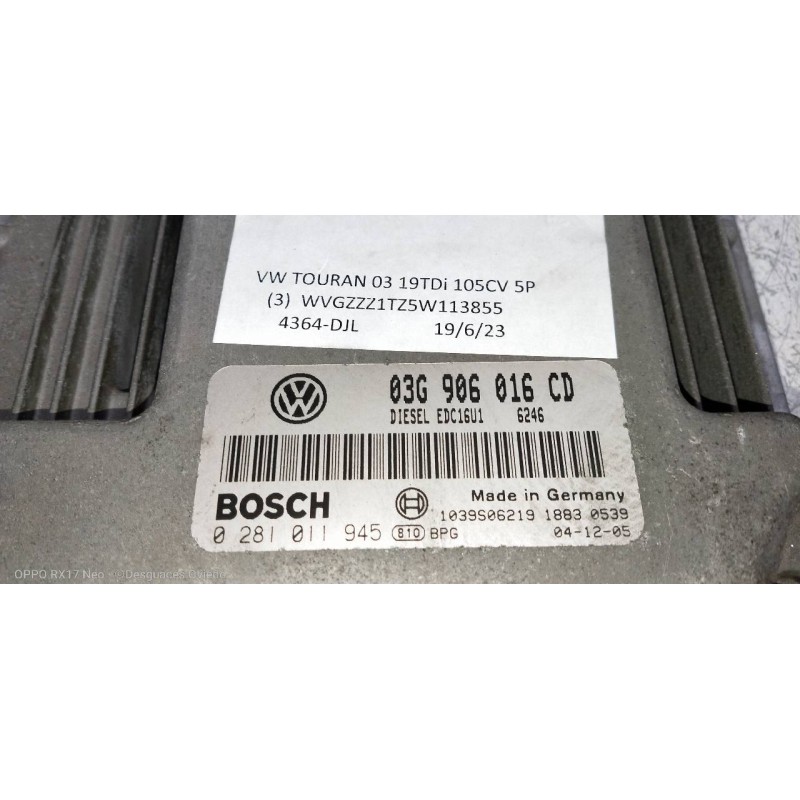 VW TOURAN 03 19TDi 105CV 5P
(3) WVGZZZ1TZ5W113855
4364-DJL 19/6/23
03G 906 016 CD
DIESEL EDC16U1 6246
BOSCH
Made in Germany
1039S06219 1883 0539
0 281 011 945 810 BPG 04-12-05
OPPO RX17 Neo ©Desguaces Oviedo